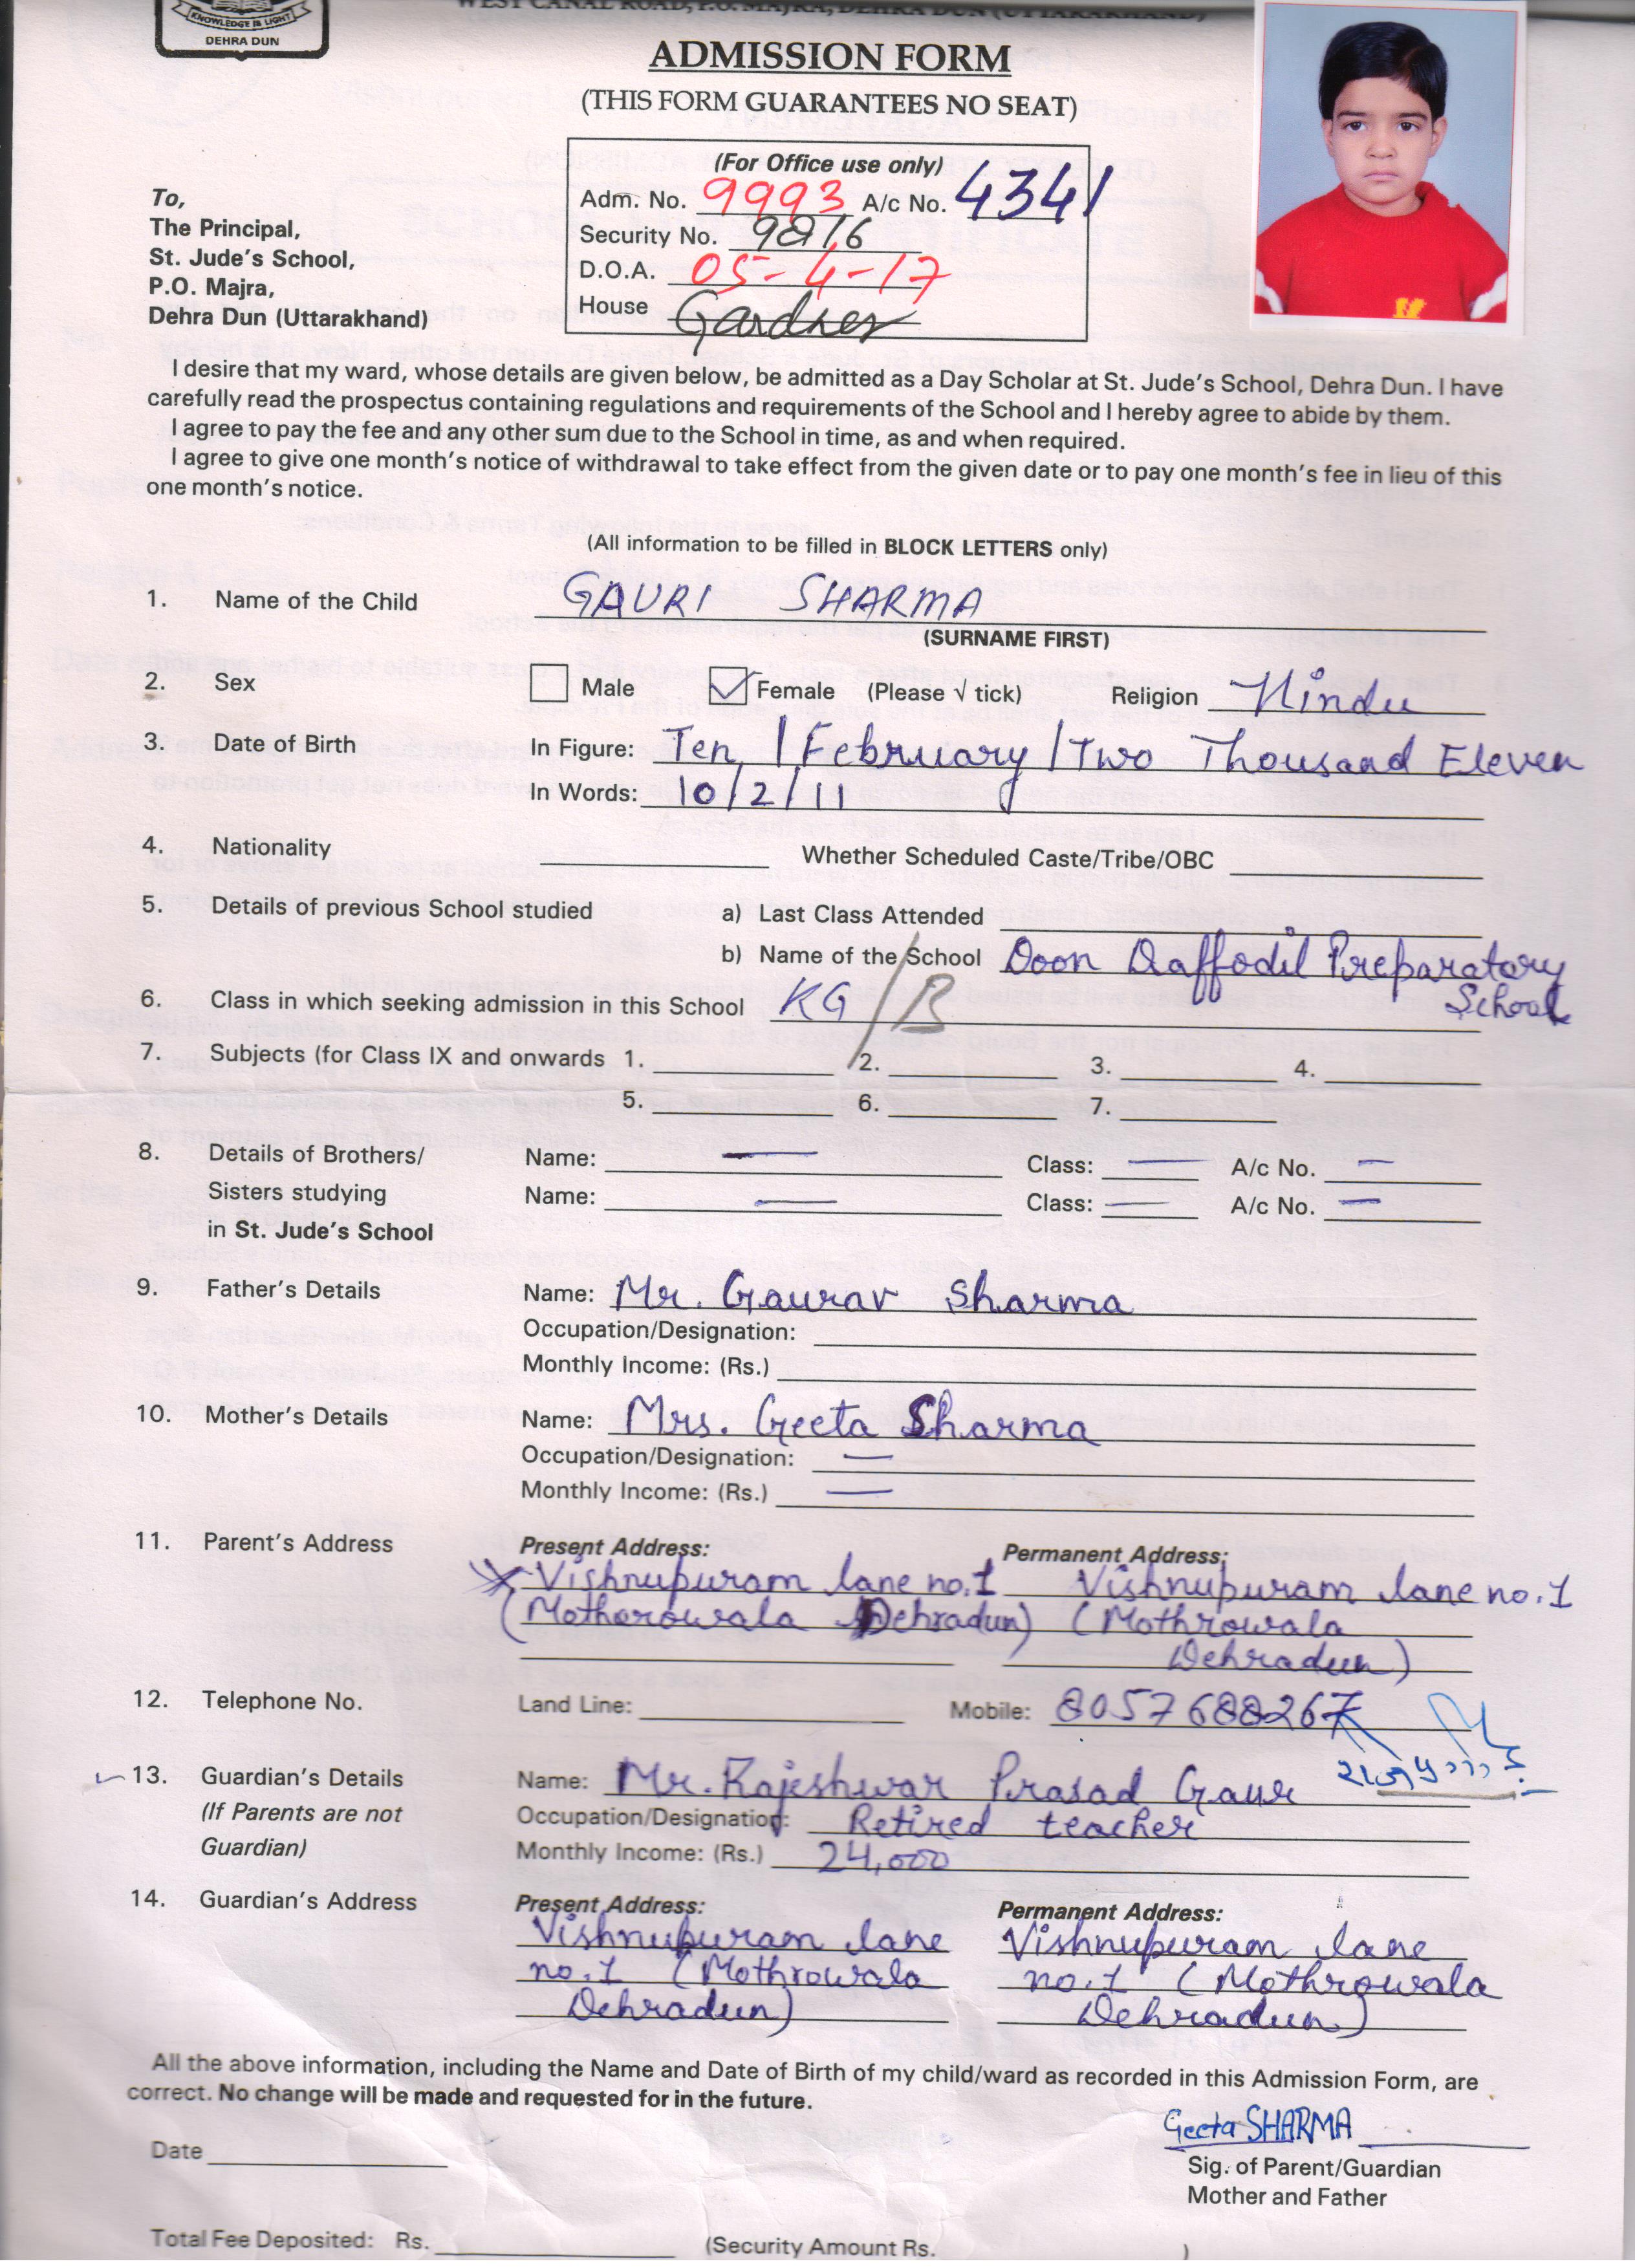 KNOWLEDGE IS LIGHT
DEHRA DUN
WEST CANAL ROAD, P.O. MAJRA, DEHRA DUN (UTTARAKHAND)
ADMISSION FORM
(THIS FORM GUARANTEES NO SEAT)
(For Office use only)
Adm. No. 9993 A/c No. 4341
Security No.
D.O.A. 05-4-17
House Gardner
To,
The Principal,
St. Jude's School,
P.O. Majra,
Dehra Dun (Uttarakhand)
I desire that my ward, whose details are given below, be admitted as a Day Scholar at St. Jude's School, Dehra Dun. I have
carefully read the prospectus containing regulations and requirements of the School and I hereby agree to abide by them.
I agree to pay the fee and any other sum due to the School in time, as and when required.
I agree to give one month's notice of withdrawal to take effect from the given date or to pay one month's fee in lieu of this
one month's notice.
(All information to be filled in BLOCK LETTERS only)
1. Name of the Child GAURI SHARMA
(SURNAME FIRST)
2. Sex Male Female (Please √ tick) Religion Hindu
3. Date of Birth In Figure: Ten / February / Two Thousand Eleven
In Words: 10/2/11
4. Nationality Whether Scheduled Caste/Tribe/OBC
5. Details of previous School studied a) Last Class Attended
b) Name of the School Doon Daffodil Preparatory
School
6. Class in which seeking admission in this School KG/B
7. Subjects (for Class IX and onwards 1. 2. 3. 4.
5. 6. 7.
8. Details of Brothers/ Name: — Class: — A/c No. —
Sisters studying Name: — Class: — A/c No. —
in St. Jude's School
9. Father's Details Name: Mr. Gaurav Sharma
Occupation/Designation:
Monthly Income: (Rs.)
10. Mother's Details Name: Mrs. Geeta Sharma
Occupation/Designation: —
Monthly Income: (Rs.) —
11. Parent's Address Present Address: Permanent Address:
Vishnupuram lane no.1 Vishnupuram lane no.1
(Motherowala Dehradun) (Mothrowala
Dehradun)
12. Telephone No. Land Line: Mobile: 8057688267
13. Guardian's Details Name: Mr. Rajeshwar Prasad Gaur
(If Parents are not Occupation/Designation: Retired teacher
Guardian) Monthly Income: (Rs.) 24,000
14. Guardian's Address Present Address: Permanent Address:
Vishnupuram lane Vishnupuram lane
no.1 (Mothrowala no.1 (Mothrowala
Dehradun) Dehradun)
All the above information, including the Name and Date of Birth of my child/ward as recorded in this Admission Form, are
correct. No change will be made and requested for in the future.
Geeta SHARMA
Date
Sig. of Parent/Guardian
Mother and Father
Total Fee Deposited: Rs. (Security Amount Rs. )